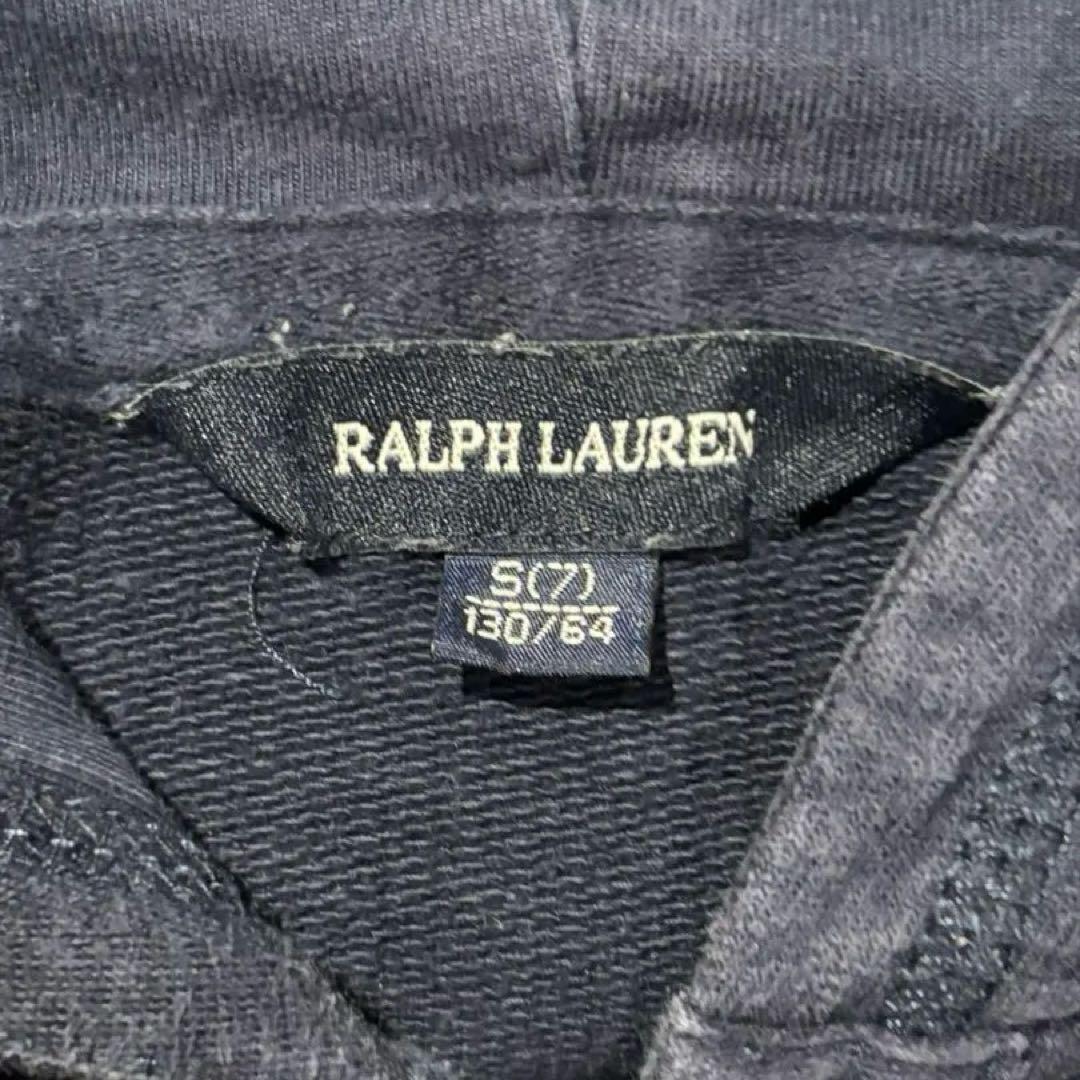 RALPH LAUREN
S(7)
130/64